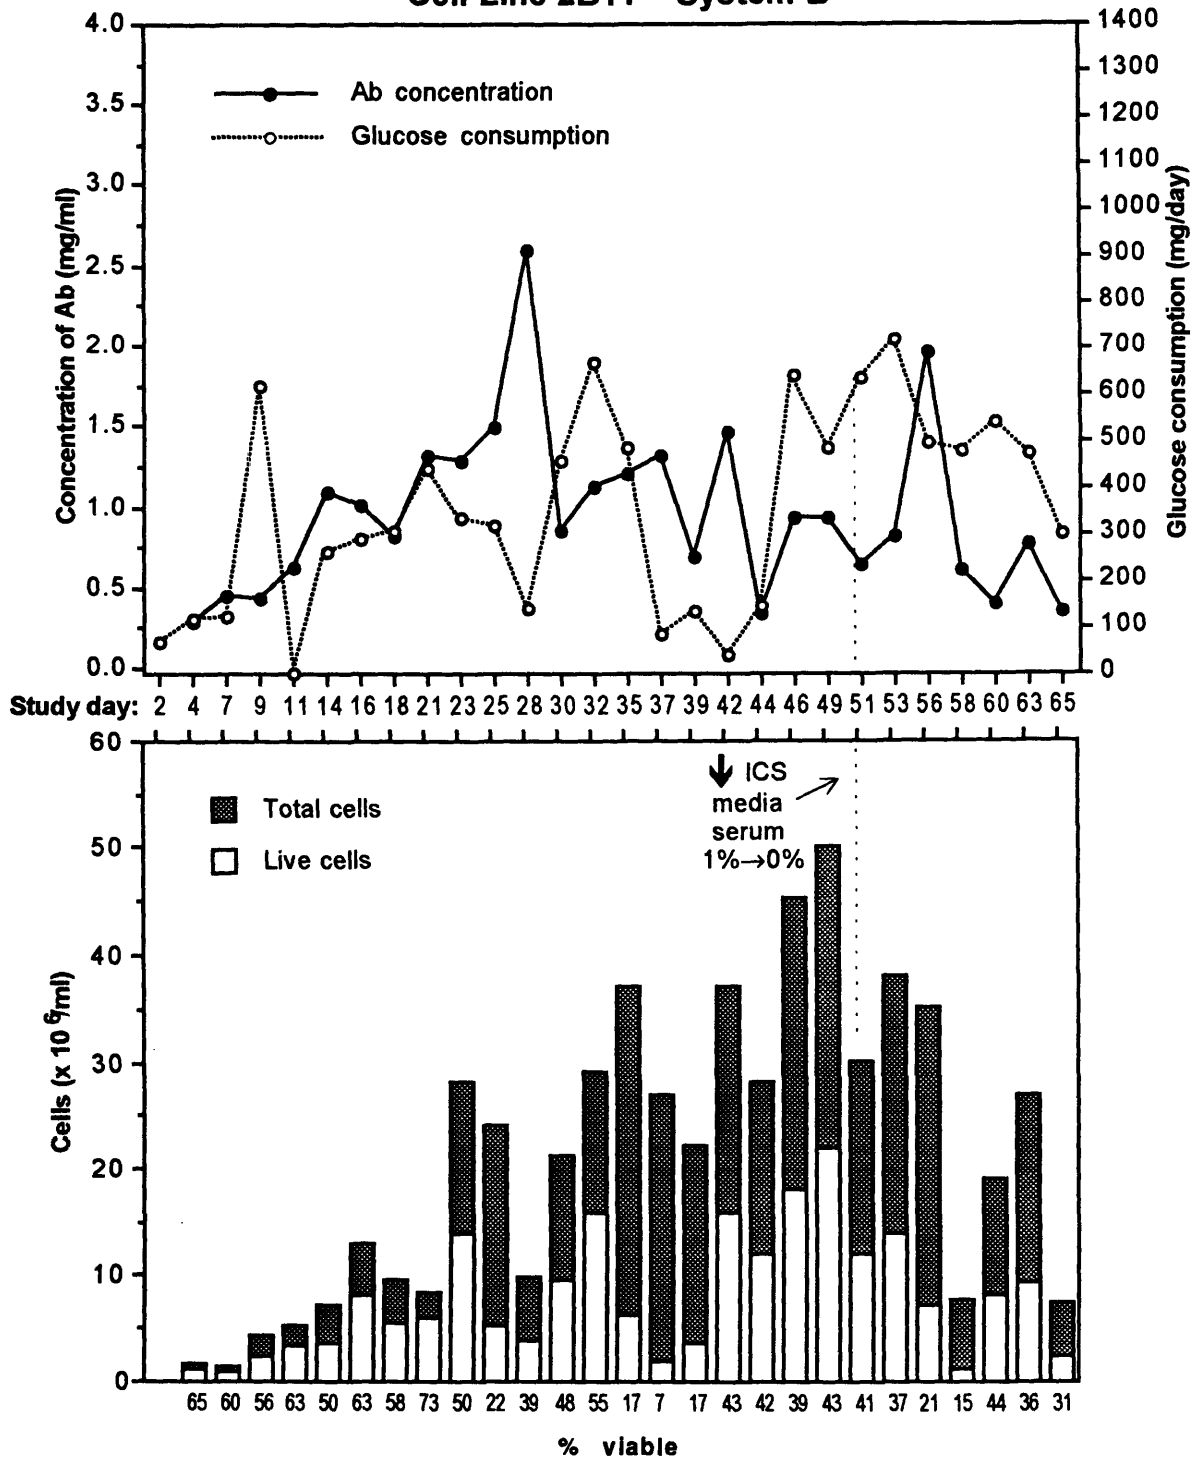 Cell Line System
4.0
3.5
3.0
2.5
2.0
1.5
1.0
0.5
0.0
Concentration of Ab (mg/ml)
Ab concentration
Glucose consumption
1400
1300
1200
1100
1000
900
800
700
600
500
400
300
200
100
0
Glucose consumption (mg/day)
Study day: 2 4 7 9 11 14 16 18 21 23 25 28 30 32 35 37 39 42 44 46 49 51 53 56 58 60 63 65
60
50
40
30
20
10
0
Cells (x 10 6/ml)
Total cells
Live cells
↓ ICS
media
serum
1%→0%
65 60 56 63 50 63 58 73 50 22 39 48 55 17 7 17 43 42 39 43 41 37 21 15 44 36 31
% viable